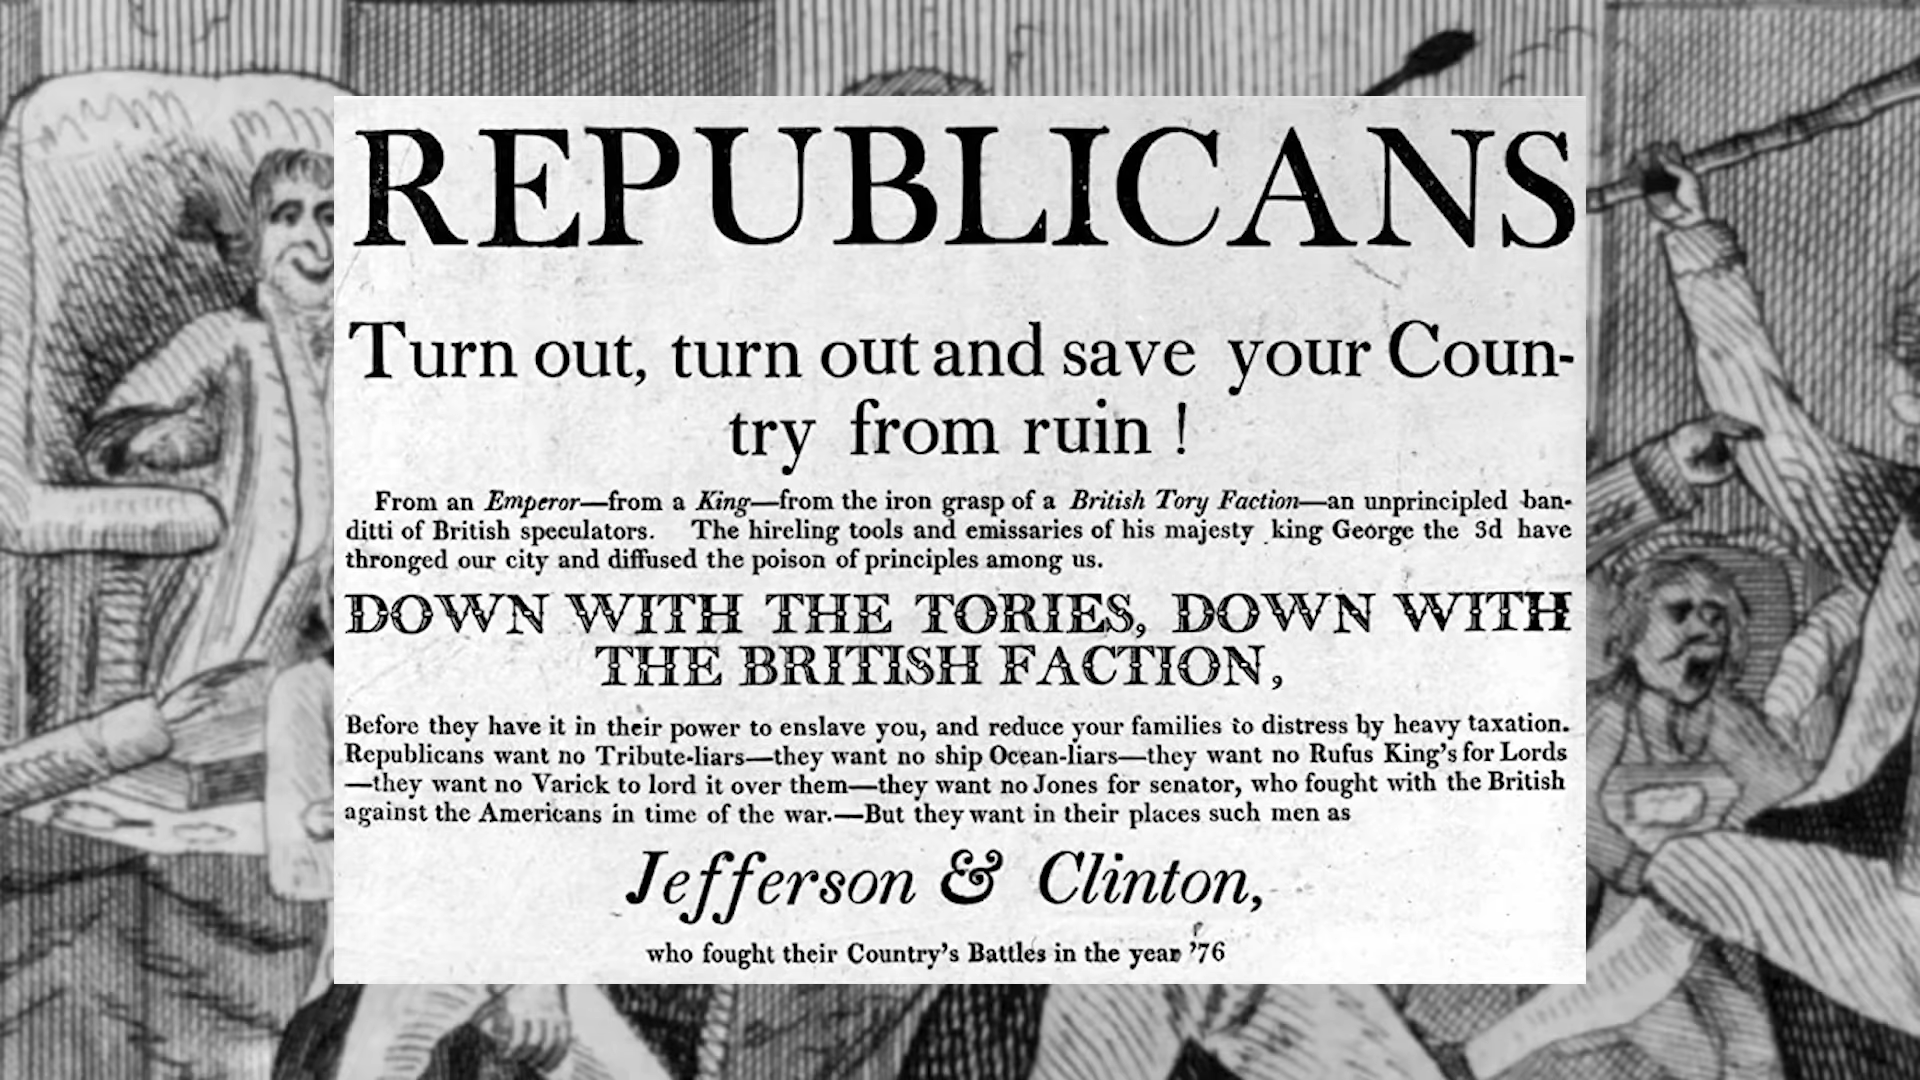 REPUBLICANS
Turn out, turn out and save your Coun-
try from ruin !
From an Emperor—from a King—from the iron grasp of a British Tory Faction—an unprincipled ban-
ditti of British speculators. The hireling tools and emissaries of his majesty king George the 3d have
thronged our city and diffused the poison of principles among us.
DOWN WITH THE TORIES, DOWN WITH
THE BRITISH FACTION,
Before they have it in their power to enslave you, and reduce your families to distress by heavy taxation.
Republicans want no Tribute-liars—they want no ship Ocean-liars—they want no Rufus King's for Lords
—they want no Varick to lord it over them—they want no Jones for senator, who fought with the British
against the Americans in time of the war.—But they want in their places such men as
Jefferson & Clinton,
who fought their Country's Battles in the year '76